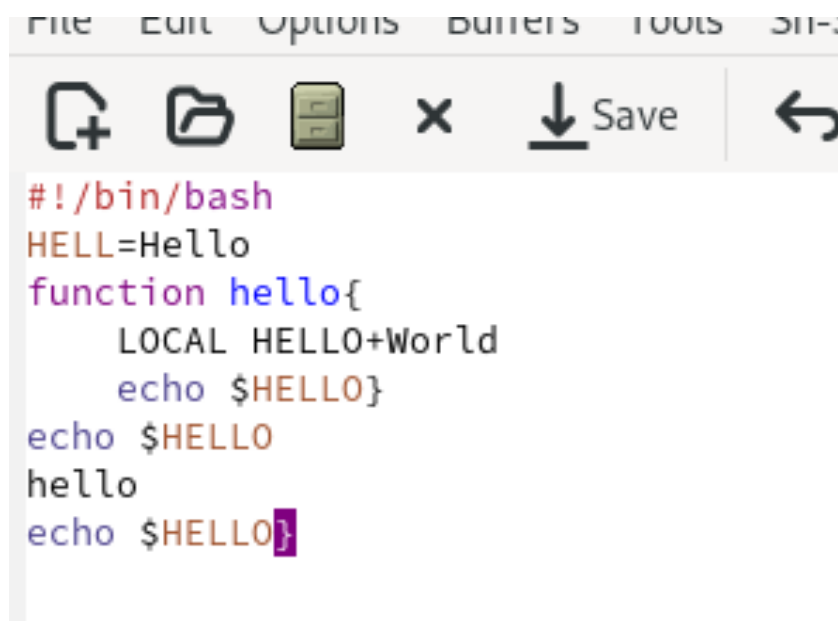 File Edit Options Buffers Tools Sh-
Save
#!/bin/bash
HELL=Hello
function hello{
    LOCAL HELLO+World
    echo $HELLO}
echo $HELLO
hello
echo $HELLO}